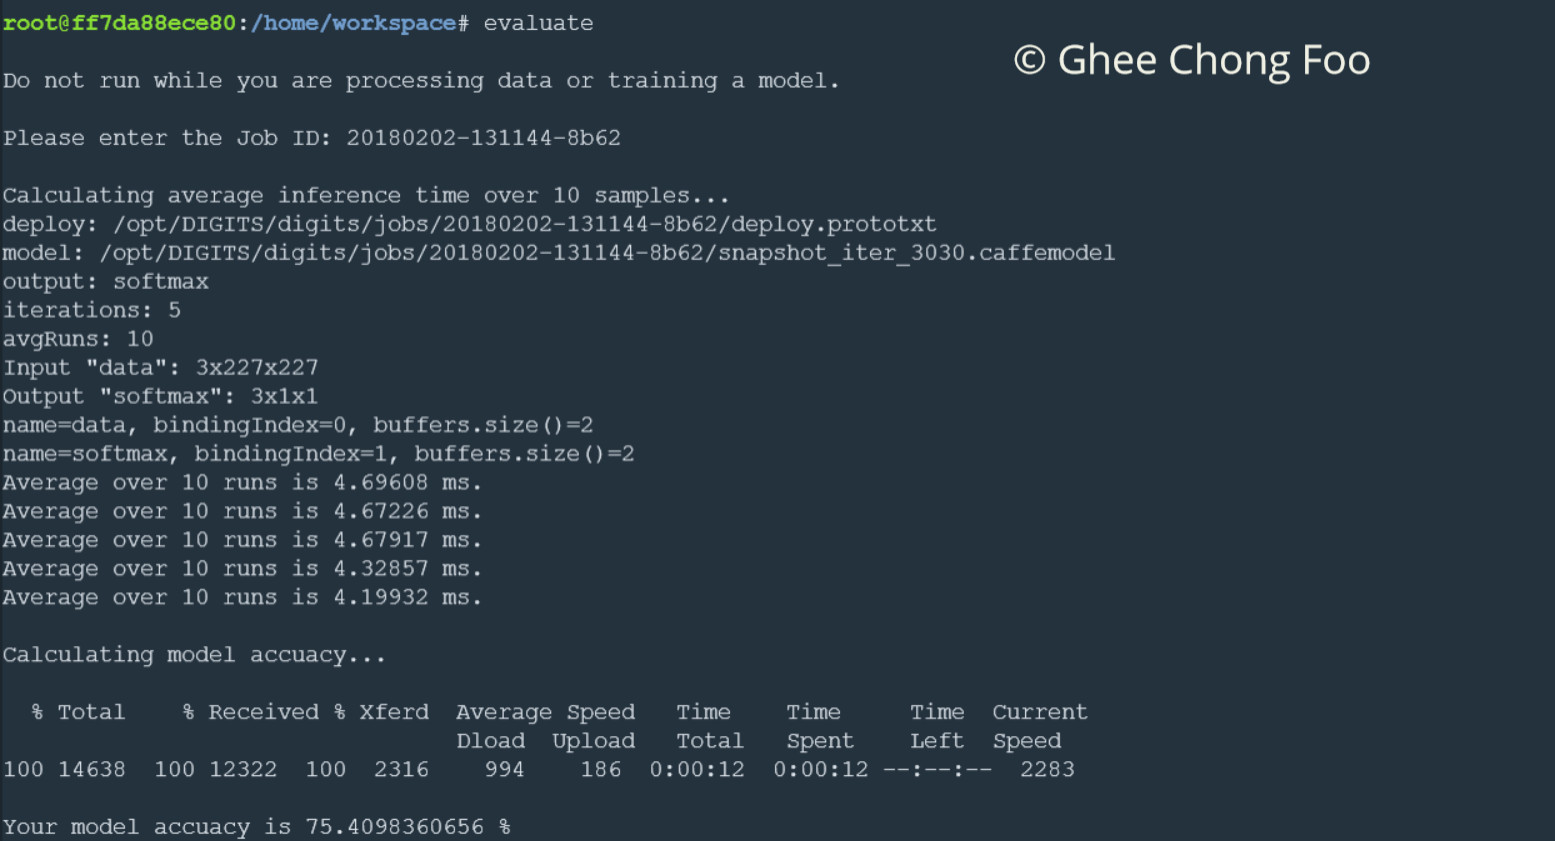 root@ff7da88ece80:/home/workspace# evaluate
© Ghee Chong Foo
Do not run while you are processing data or training a model.
Please enter the Job ID: 20180202-131144-8b62
Calculating average inference time over 10 samples...
deploy: /opt/DIGITS/digits/jobs/20180202-131144-8b62/deploy.prototxt
model: /opt/DIGITS/digits/jobs/20180202-131144-8b62/snapshot_iter_3030.caffemodel
output: softmax
iterations: 5
avgRuns: 10
Input "data": 3x227x227
Output "softmax": 3x1x1
name=data, bindingIndex=0, buffers.size()=2
name=softmax, bindingIndex=1, buffers.size()=2
Average over 10 runs is 4.69608 ms.
Average over 10 runs is 4.67226 ms.
Average over 10 runs is 4.67917 ms.
Average over 10 runs is 4.32857 ms.
Average over 10 runs is 4.19932 ms.
Calculating model accuacy...
% Total % Received % Xferd Average Speed Time Time Time Current
Dload Upload Total Spent Left Speed
100 14638 100 12322 100 2316 994 186 0:00:12 0:00:12 --:--:-- 2283
Your model accuacy is 75.4098360656 %